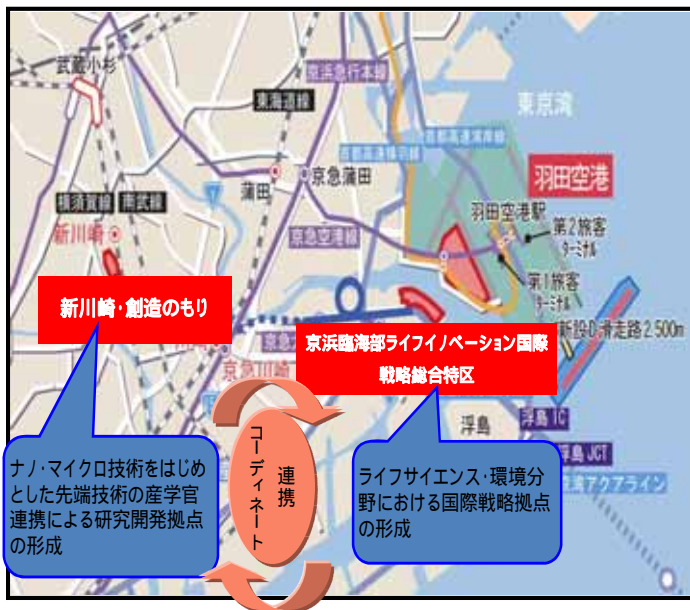 武蔵小杉
京浜急行本線
東海道線
東京湾
首都高速湾岸線
首都高速横羽線
羽田空港
蒲田
京急蒲田
横須賀線
南武線
新川崎
羽田空港駅
第2旅客
ターミナル
京急空港線
第1旅客
ターミナル
新川崎・創造のもり
新設D滑走路2,500m
京浜臨海部ライフイノベーション国際
戦略総合特区
京急川崎
浮島
浮島 IC
浮島 JCT
アクアライン
ナノ・マイクロ技術をはじめ
とした先端技術の産学官
連携による研究開発拠点
の形成
連携
コーディネート
ライフサイエンス・環境分
野における国際戦略拠点
の形成